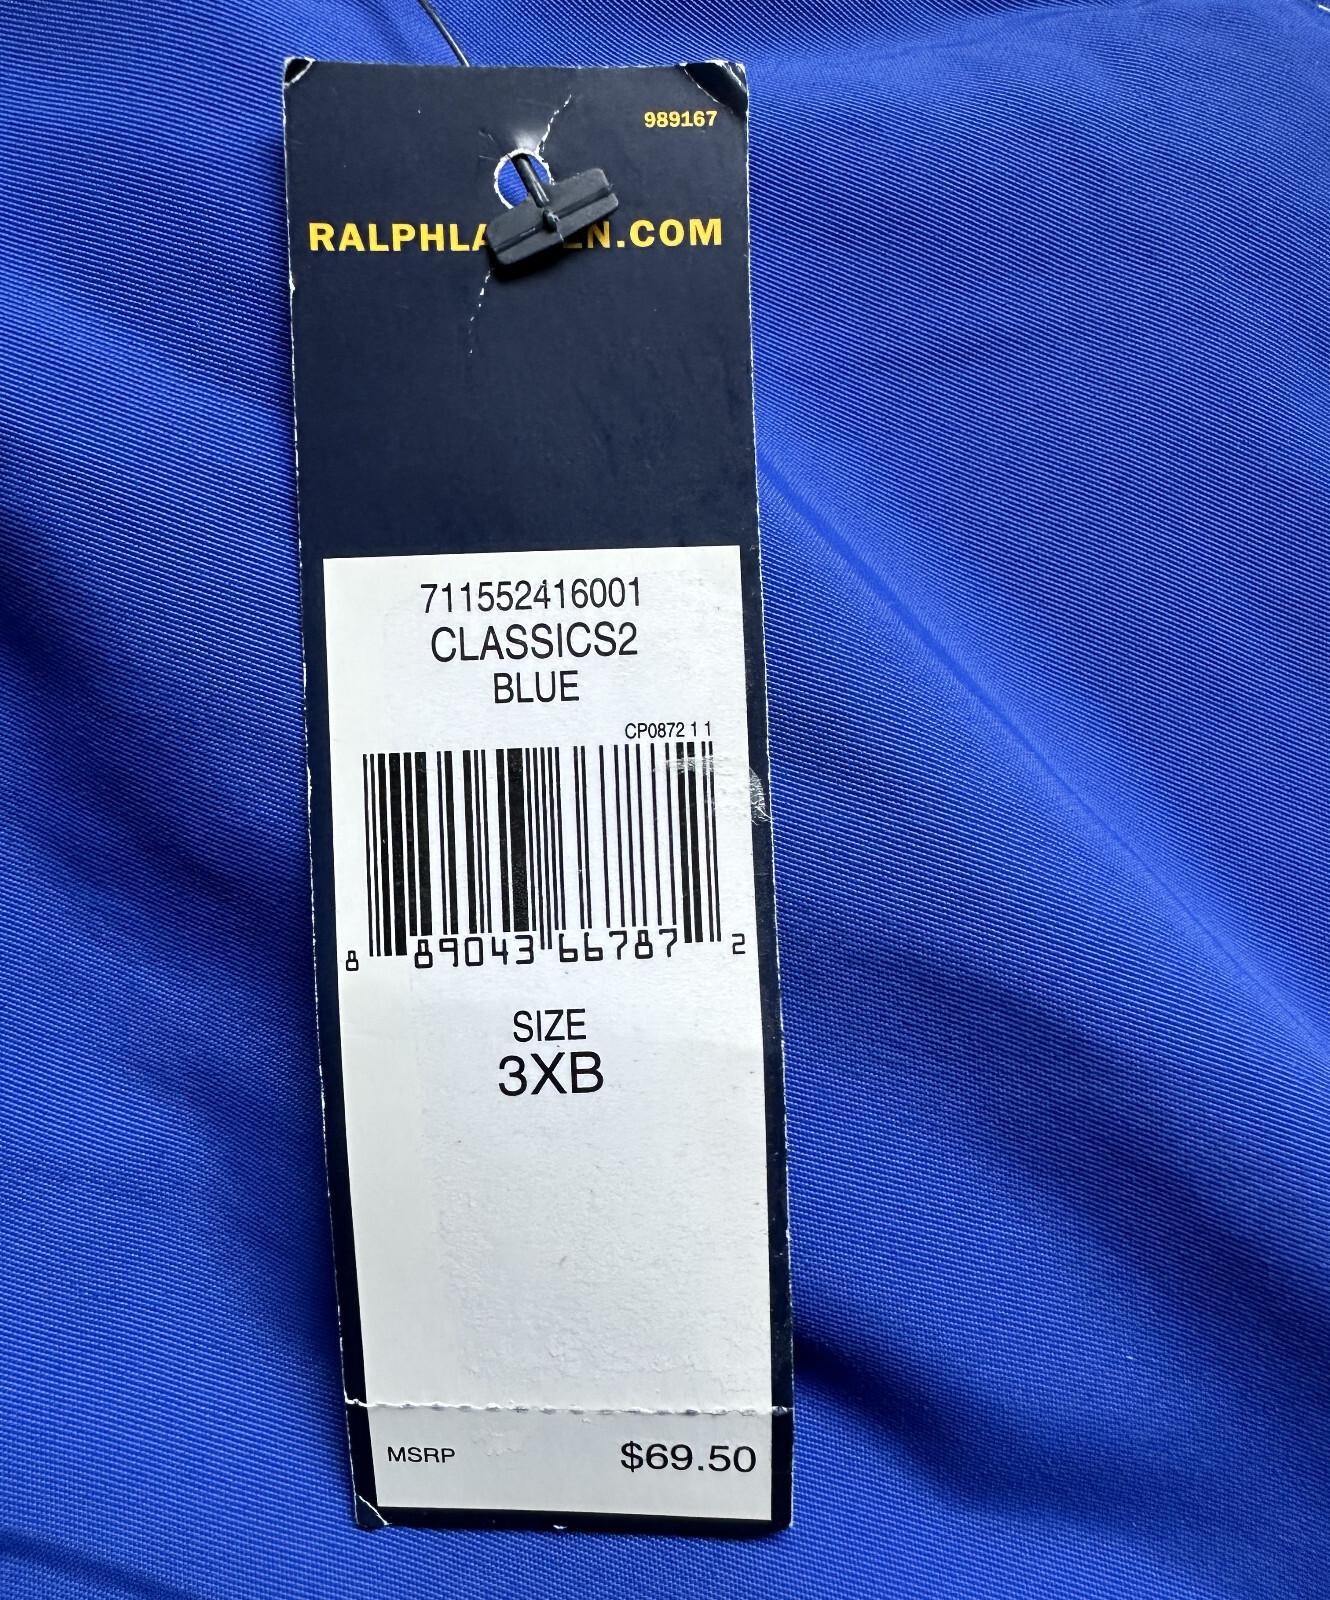 989167
RALPHLA EN.COM
711552416001
CLASSICS2
BLUE
CP0872 1 1
8 89043 66787 2
SIZE
3XB
MSRP $69.50